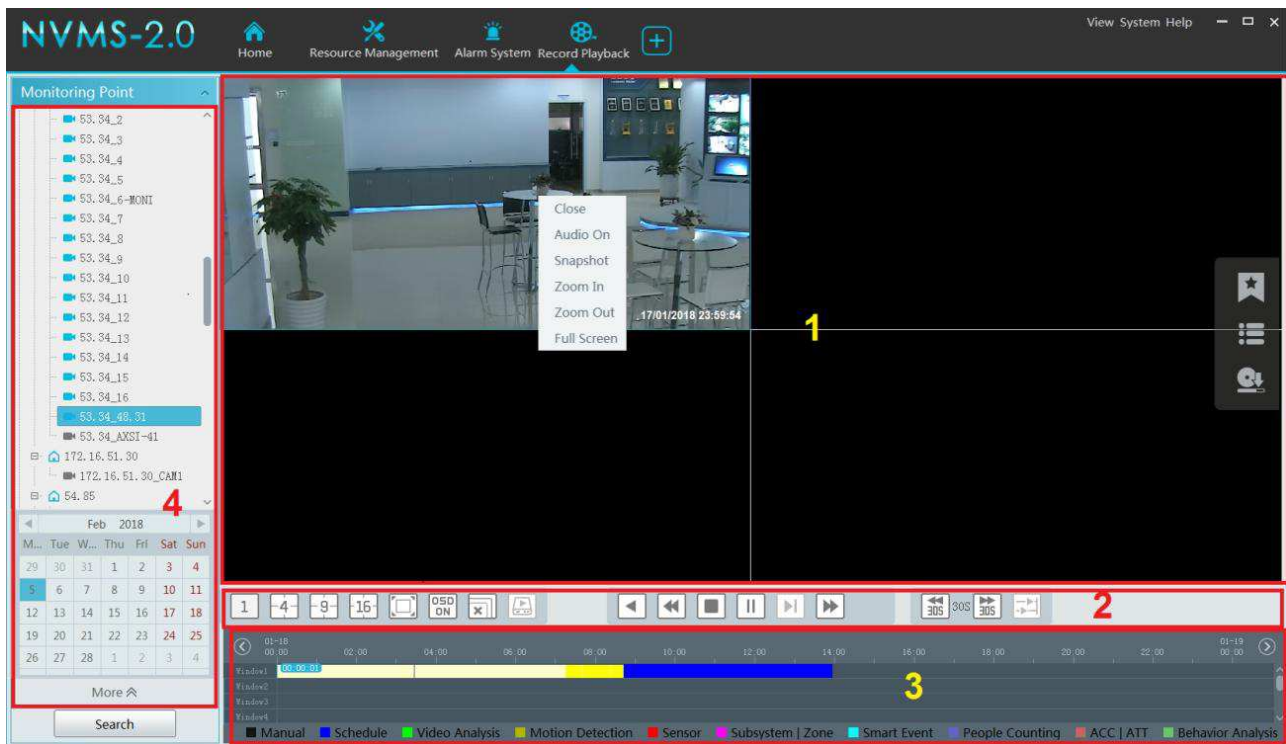 NVMS-2.0
Home
Resource Management
Alarm System
Record Playback
View System Help
Monitoring Point
53.34_2
53.34_3
53.34_4
53.34_5
53.34_6-MONI
53.34_7
53.34_8
53.34_9
53.34_10
53.34_11
53.34_12
53.34_13
53.34_14
53.34_15
53.34_16
53.34_48.31
53.34_AXSI-41
172.16.51.30
172.16.51.30_CAM1
54.85
4
Feb 2018
M... Tue W... Thu Fri Sat Sun
29 30 31 1 2 3 4
5 6 7 8 9 10 11
12 13 14 15 16 17 18
19 20 21 22 23 24 25
26 27 28 1 2 3 4
More
Search
Close
Audio On
Snapshot
Zoom In
Zoom Out
Full Screen
17/01/2018 23:59:54
1
1 4 9 16 OSD ON 30S 30S 30S
2
01-18 01-19
00:00 02:00 04:00 06:00 08:00 10:00 12:00 14:00 16:00 18:00 20:00 22:00 00:00
Window1 00:00:01
Window2
Window3
Window4
3
Manual Schedule Video Analysis Motion Detection Sensor Subsystem | Zone Smart Event People Counting ACC | ATT Behavior Analysis